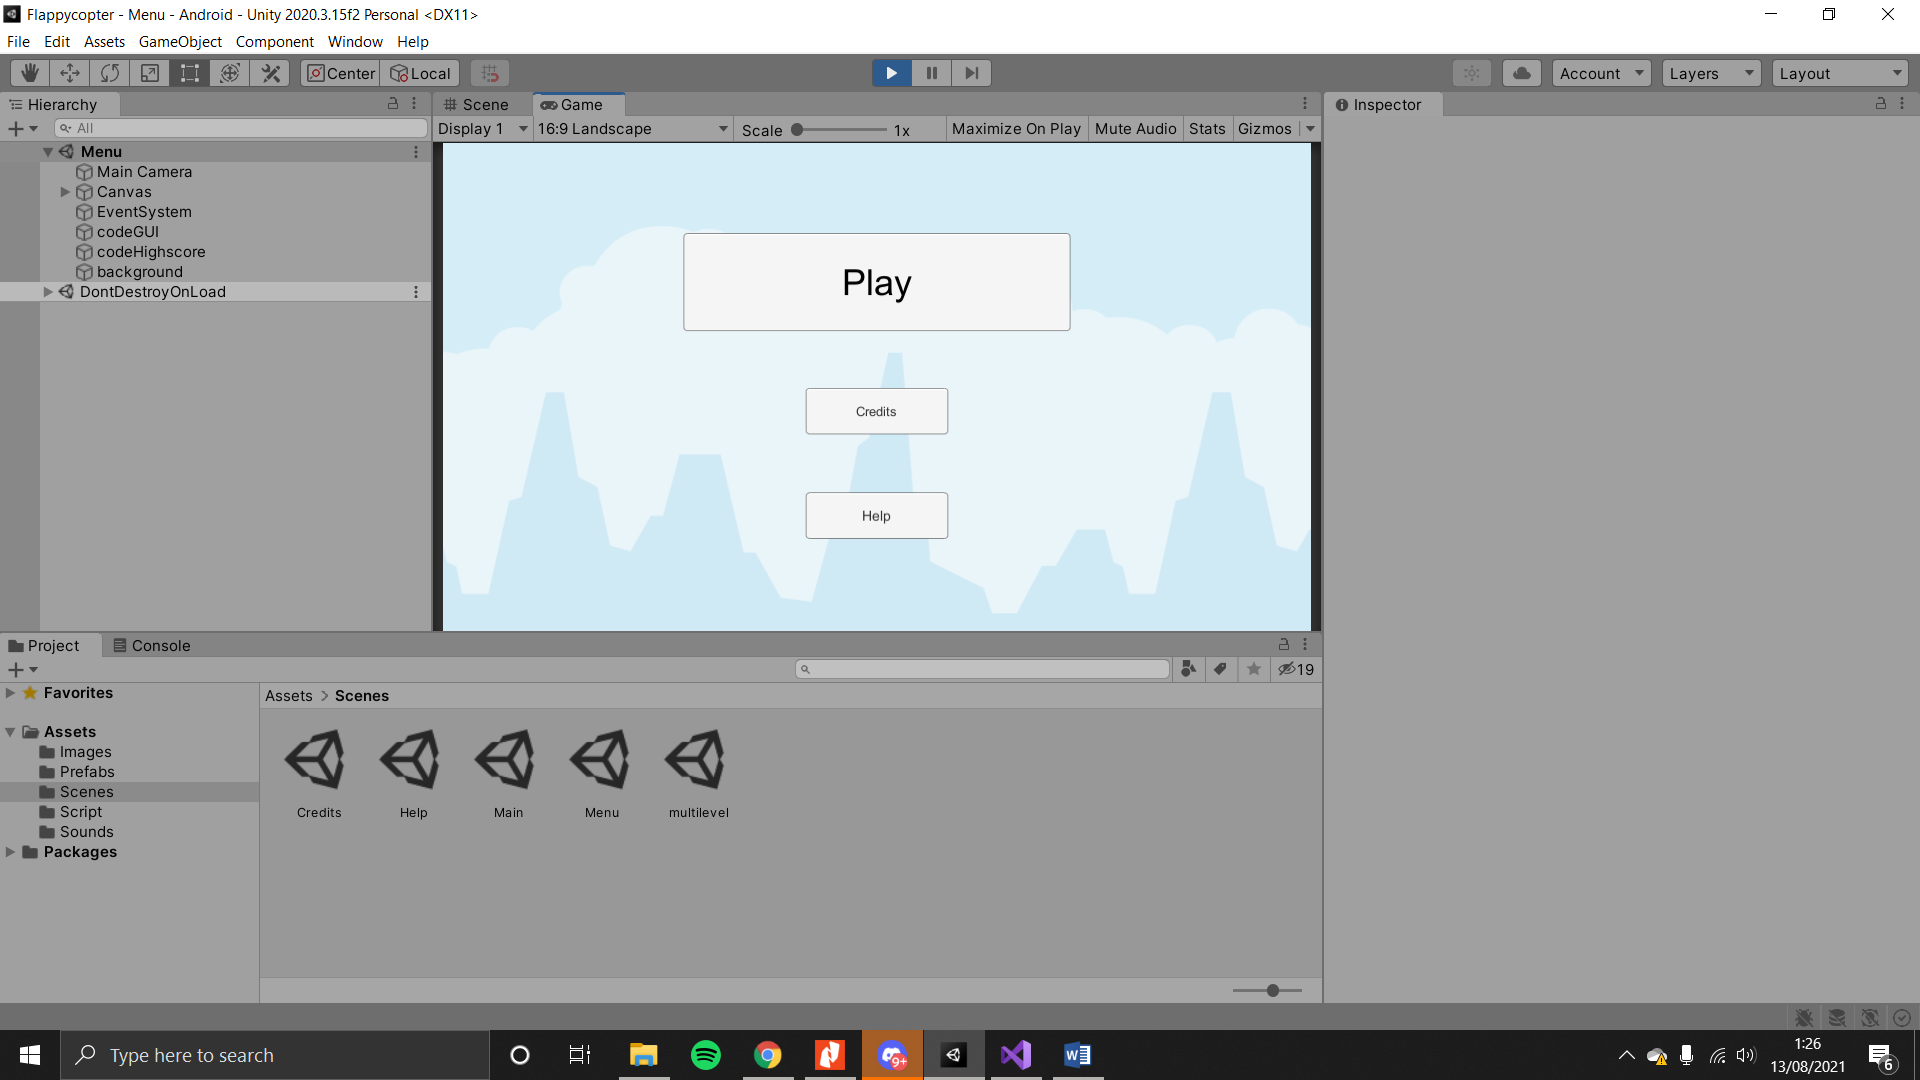 Flappycopter - Menu - Android - Unity 2020.3.15f2 Personal <DX11>
File Edit Assets GameObject Component Window Help
Center Local Account Layers Layout
Hierarchy
All
Menu
Main Camera
Canvas
EventSystem
codeGUI
codeHighscore
background
DontDestroyOnLoad
Scene Game
Display 1 16:9 Landscape Scale 1x Maximize On Play Mute Audio Stats Gizmos
Play
Credits
Help
Inspector
Project Console
19
Favorites
Assets
Images
Prefabs
Scenes
Script
Sounds
Packages
Assets > Scenes
Credits Help Main Menu multilevel
Type here to search
9+
1:26
13/08/2021
6